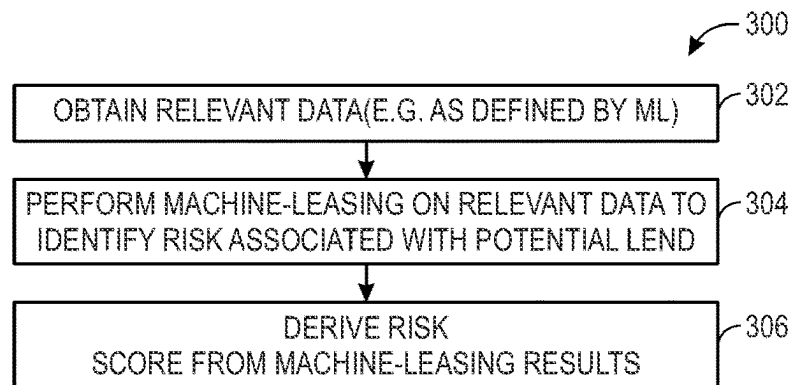 300
OBTAIN RELEVANT DATA(E.G. AS DEFINED BY ML)
302
PERFORM MACHINE-LEASING ON RELEVANT DATA TO
IDENTIFY RISK ASSOCIATED WITH POTENTIAL LEND
304
DERIVE RISK
SCORE FROM MACHINE-LEASING RESULTS
306